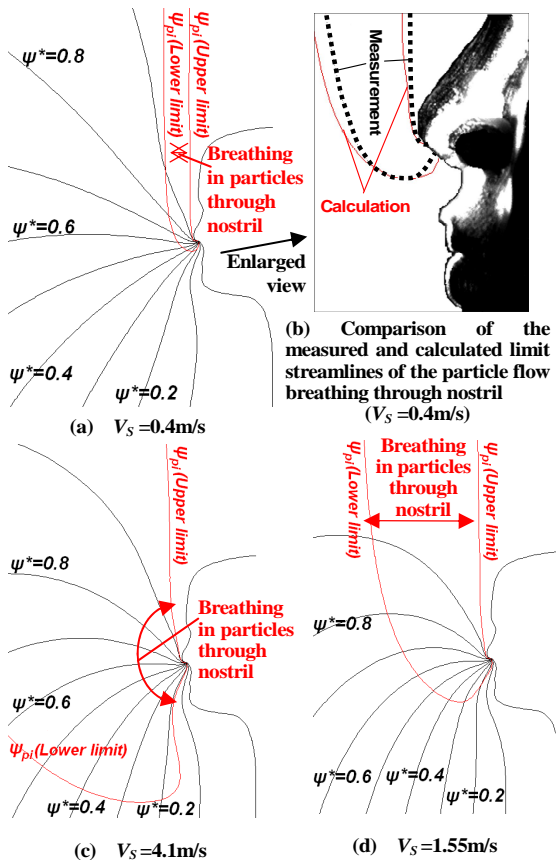 ψpi(Lower limit)
ψpi(Upper limit)
ψ*=0.8
Breathing
in particles
through
nostril
ψ*=0.6
Enlarged
view
ψ*=0.4
ψ*=0.2
(a) VS =0.4m/s
Measurement
Calculation
(b) Comparison of the
measured and calculated limit
streamlines of the particle flow
breathing through nostril
(VS =0.4m/s)
ψpi(Upper limit)
ψ*=0.8
Breathing
in particles
through
nostril
ψ*=0.6
ψpi(Lower limit)
ψ*=0.4
ψ*=0.2
(c) VS =4.1m/s
ψpi(Lower limit)
Breathing
in particles
through
nostril
ψpi(Upper limit)
ψ*=0.8
ψ*=0.6
ψ*=0.4
ψ*=0.2
(d) VS =1.55m/s